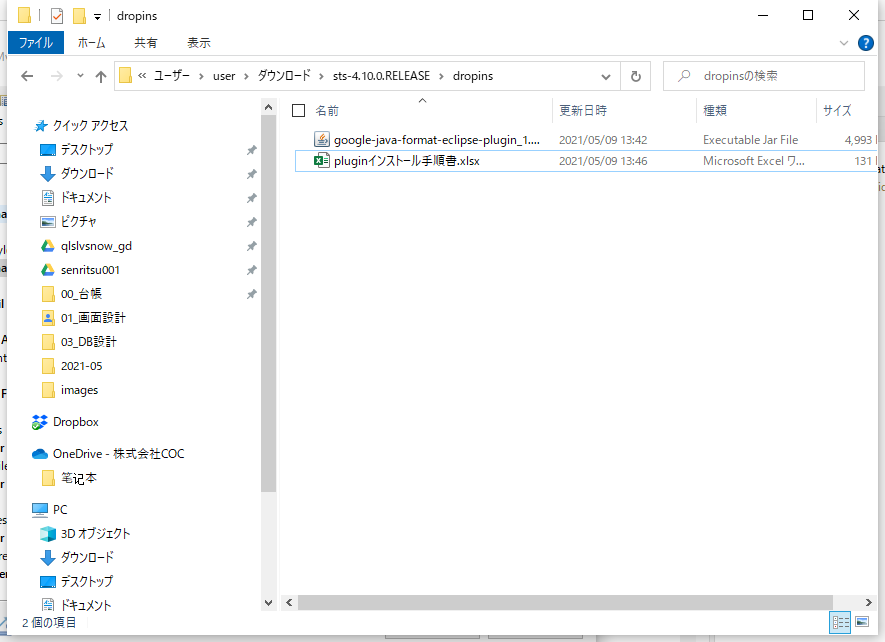 dropins
ファイル ホーム 共有 表示
« ユーザー › user › ダウンロード › sts-4.10.0.RELEASE › dropins
dropinsの検索
名前 更新日時 種類 サイズ
google-java-format-eclipse-plugin_1.... 2021/05/09 13:42 Executable Jar File 4,993
pluginインストール手順書.xlsx 2021/05/09 13:46 Microsoft Excel ワ... 131
クイック アクセス
デスクトップ
ダウンロード
ドキュメント
ピクチャ
qlslvsnow_gd
senritsu001
00_台帳
01_画面設計
03_DB設計
2021-05
images
Dropbox
OneDrive - 株式会社COC
笔记本
PC
3D オブジェクト
ダウンロード
デスクトップ
ドキュメント
2 個の項目